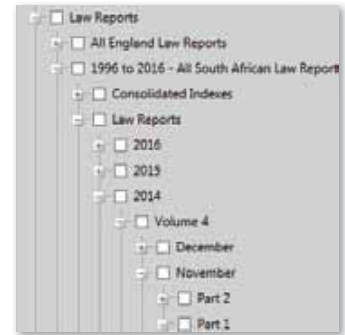 Law Reports
All England Law Reports
1996 to 2016 - All South African Law Report
Consolidated Indexes
Law Reports
2016
2015
2014
Volume 4
December
November
Part 2
Part 1